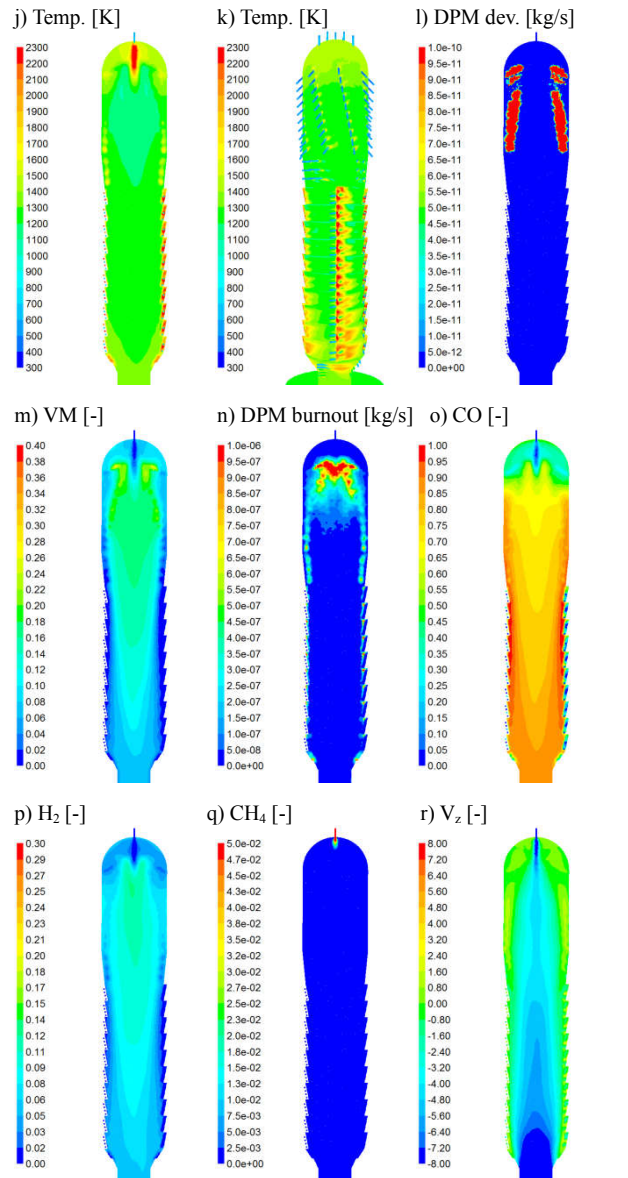 j) Temp. [K]
2300
2200
2100
2000
1900
1800
1700
1600
1500
1400
1300
1200
1100
1000
900
800
700
600
500
400
300
k) Temp. [K]
2300
2200
2100
2000
1900
1800
1700
1600
1500
1400
1300
1200
1100
1000
900
800
700
600
500
400
300
l) DPM dev. [kg/s]
1.0e-10
9.5e-11
9.0e-11
8.5e-11
8.0e-11
7.5e-11
7.0e-11
6.5e-11
6.0e-11
5.5e-11
5.0e-11
4.5e-11
4.0e-11
3.5e-11
3.0e-11
2.5e-11
2.0e-11
1.5e-11
1.0e-11
5.0e-12
0.0e+00
m) VM [-]
0.40
0.38
0.36
0.34
0.32
0.30
0.28
0.26
0.24
0.22
0.20
0.18
0.16
0.14
0.12
0.10
0.08
0.06
0.04
0.02
0.00
n) DPM burnout [kg/s]
1.0e-06
9.5e-07
9.0e-07
8.5e-07
8.0e-07
7.5e-07
7.0e-07
6.5e-07
6.0e-07
5.5e-07
5.0e-07
4.5e-07
4.0e-07
3.5e-07
3.0e-07
2.5e-07
2.0e-07
1.5e-07
1.0e-07
5.0e-08
0.0e+00
o) CO [-]
1.00
0.95
0.90
0.85
0.80
0.75
0.70
0.65
0.60
0.55
0.50
0.45
0.40
0.35
0.30
0.25
0.20
0.15
0.10
0.05
0.00
p) H₂ [-]
0.30
0.29
0.27
0.26
0.24
0.23
0.21
0.20
0.18
0.17
0.15
0.14
0.12
0.11
0.09
0.08
0.06
0.05
0.03
0.02
0.00
q) CH₄ [-]
5.0e-02
4.8e-02
4.5e-02
4.3e-02
4.0e-02
3.8e-02
3.5e-02
3.3e-02
3.0e-02
2.8e-02
2.5e-02
2.3e-02
2.0e-02
1.8e-02
1.5e-02
1.3e-02
1.0e-02
7.5e-03
5.0e-03
2.5e-03
0.0e+00
r) V_z [-]
8.00
7.20
6.40
5.60
4.80
4.00
3.20
2.40
1.60
0.80
0.00
-0.80
-1.60
-2.40
-3.20
-4.00
-4.80
-5.60
-6.40
-7.20
-8.00